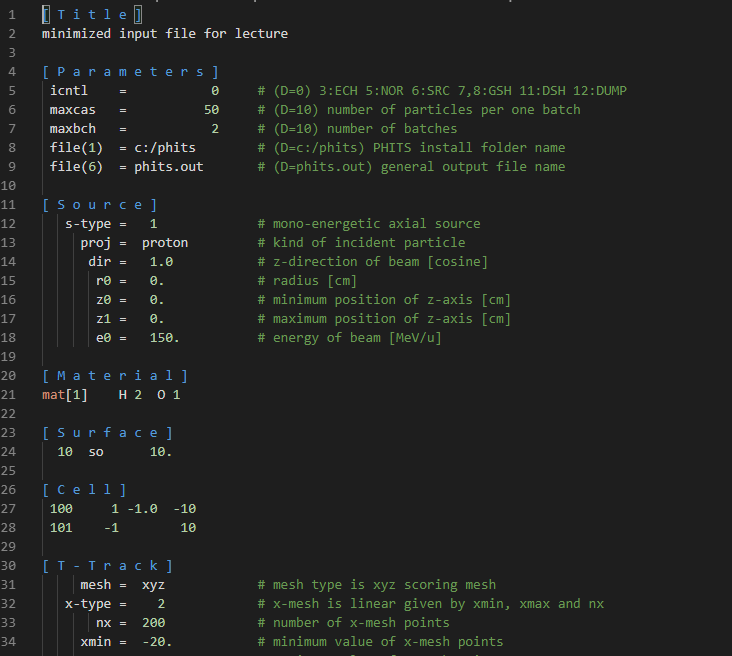 1 [ T i t l e ]
2 minimized input file for lecture
3
4 [ P a r a m e t e r s ]
5 icntl = 0 # (D=0) 3:ECH 5:NOR 6:SRC 7,8:GSH 11:DSH 12:DUMP
6 maxcas = 50 # (D=10) number of particles per one batch
7 maxbch = 2 # (D=10) number of batches
8 file(1) = c:/phits # (D=c:/phits) PHITS install folder name
9 file(6) = phits.out # (D=phits.out) general output file name
10
11 [ S o u r c e ]
12 s-type = 1 # mono-energetic axial source
13 proj = proton # kind of incident particle
14 dir = 1.0 # z-direction of beam [cosine]
15 r0 = 0. # radius [cm]
16 z0 = 0. # minimum position of z-axis [cm]
17 z1 = 0. # maximum position of z-axis [cm]
18 e0 = 150. # energy of beam [MeV/u]
19
20 [ M a t e r i a l ]
21 mat[1] H 2 O 1
22
23 [ S u r f a c e ]
24 10 so 10.
25
26 [ C e l l ]
27 100 1 -1.0 -10
28 101 -1 10
29
30 [ T - T r a c k ]
31 mesh = xyz # mesh type is xyz scoring mesh
32 x-type = 2 # x-mesh is linear given by xmin, xmax and nx
33 nx = 200 # number of x-mesh points
34 xmin = -20. # minimum value of x-mesh points